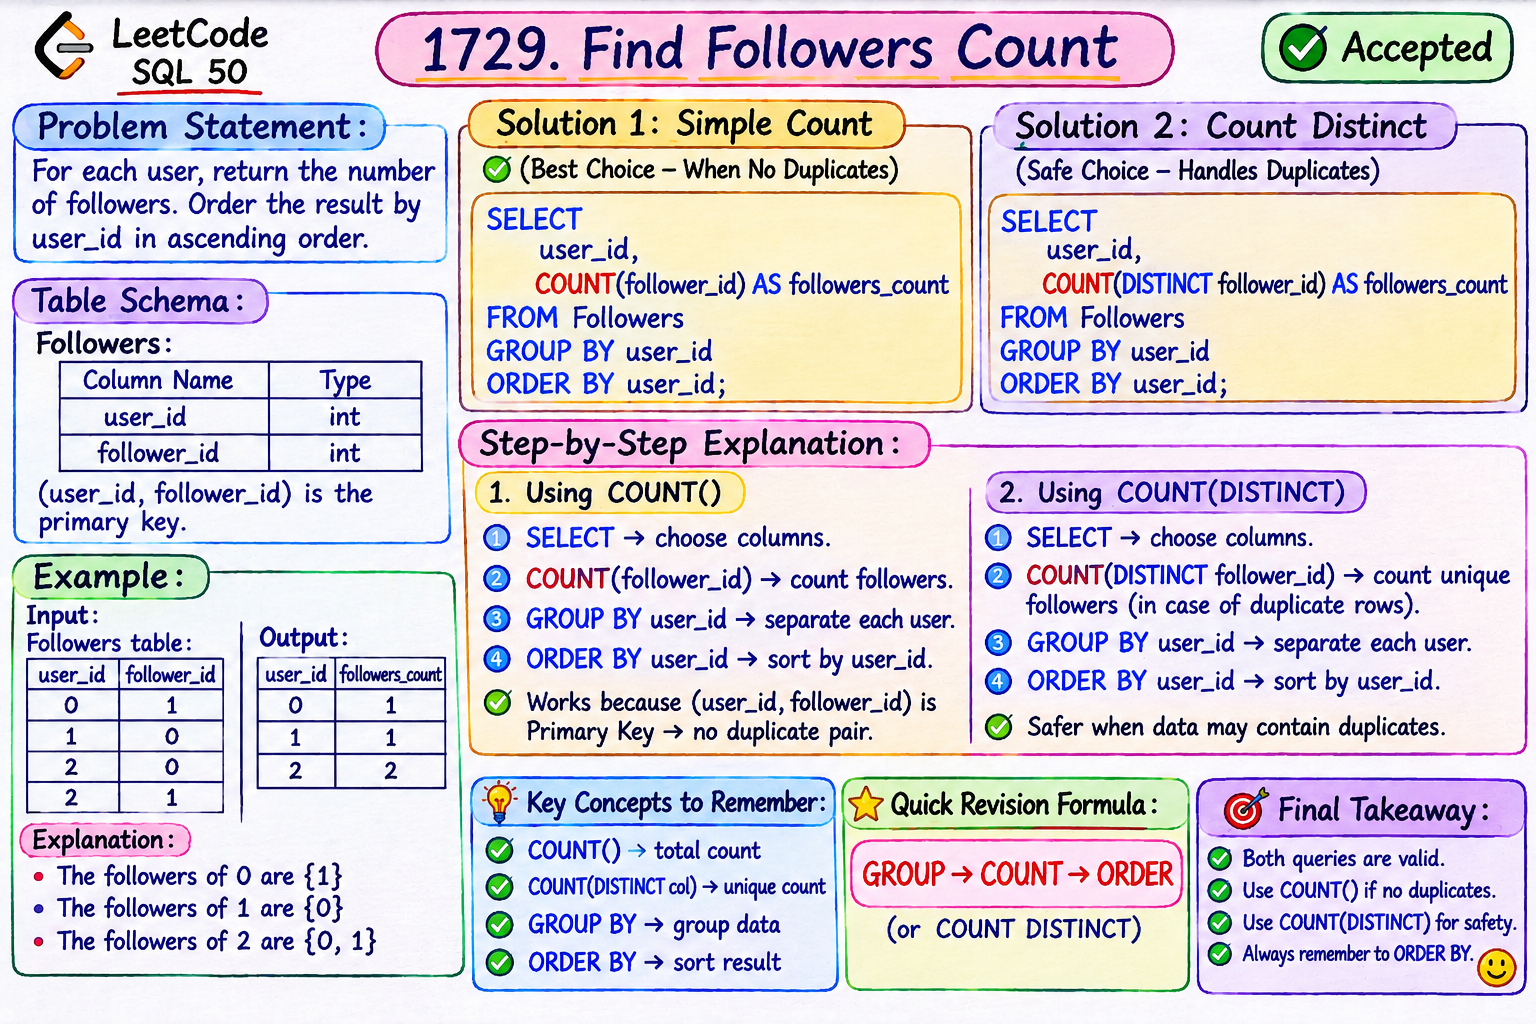 LeetCode
SQL 50
1729. Find Followers Count
Accepted
Problem Statement:
For each user, return the number
of followers. Order the result by
user_id in ascending order.
Table Schema:
Followers:
Column Name Type
user_id int
follower_id int
(user_id, follower_id) is the
primary key.
Example:
Input:
Followers table:
user_id follower_id
0 1
1 0
2 0
2 1
Output:
user_id followers_count
0 1
1 1
2 2
Explanation:
• The followers of 0 are {1}
• The followers of 1 are {0}
• The followers of 2 are {0, 1}
Solution 1: Simple Count
(Best Choice – When No Duplicates)
SELECT
user_id,
COUNT(follower_id) AS followers_count
FROM Followers
GROUP BY user_id
ORDER BY user_id;
Solution 2: Count Distinct
(Safe Choice – Handles Duplicates)
SELECT
user_id,
COUNT(DISTINCT follower_id) AS followers_count
FROM Followers
GROUP BY user_id
ORDER BY user_id;
Step-by-Step Explanation:
1. Using COUNT()
1 SELECT → choose columns.
2 COUNT(follower_id) → count followers.
3 GROUP BY user_id → separate each user.
4 ORDER BY user_id → sort by user_id.
Works because (user_id, follower_id) is
Primary Key → no duplicate pair.
2. Using COUNT(DISTINCT)
1 SELECT → choose columns.
2 COUNT(DISTINCT follower_id) → count unique
followers (in case of duplicate rows).
3 GROUP BY user_id → separate each user.
4 ORDER BY user_id → sort by user_id.
Safer when data may contain duplicates.
Key Concepts to Remember:
COUNT() → total count
COUNT(DISTINCT col) → unique count
GROUP BY → group data
ORDER BY → sort result
Quick Revision Formula:
GROUP → COUNT → ORDER
(or COUNT DISTINCT)
Final Takeaway:
Both queries are valid.
Use COUNT() if no duplicates.
Use COUNT(DISTINCT) for safety.
Always remember to ORDER BY.